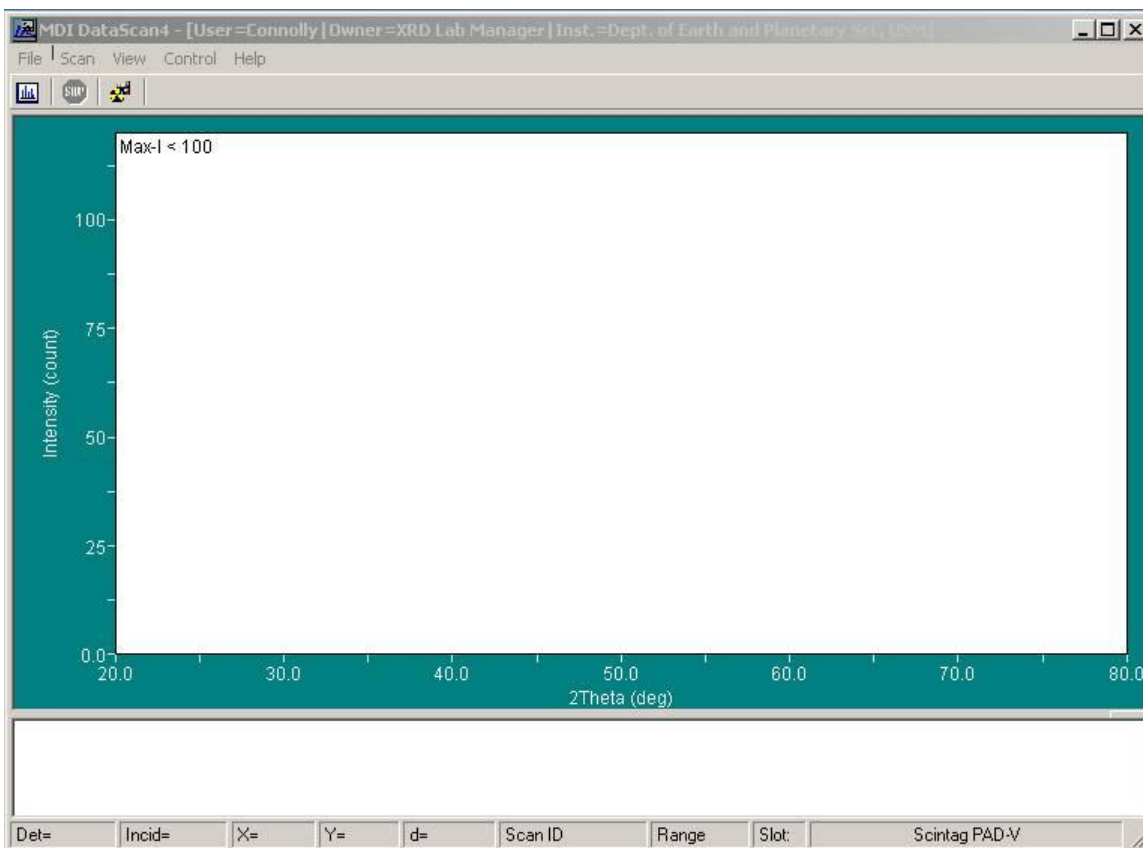 MDI DataScan4 - [User=Connolly|Owner=XRD Lab Manager|Inst.=Dept. of Earth and Planetary Sci., UNM]
File Scan View Control Help
STOP
Max-I < 100
100
75
50
25
0.0
Intensity (count)
20.0 30.0 40.0 50.0 60.0 70.0 80.0
2Theta (deg)
Det= Incid= X= Y= d= Scan ID Range Slot: Scintag PAD-V